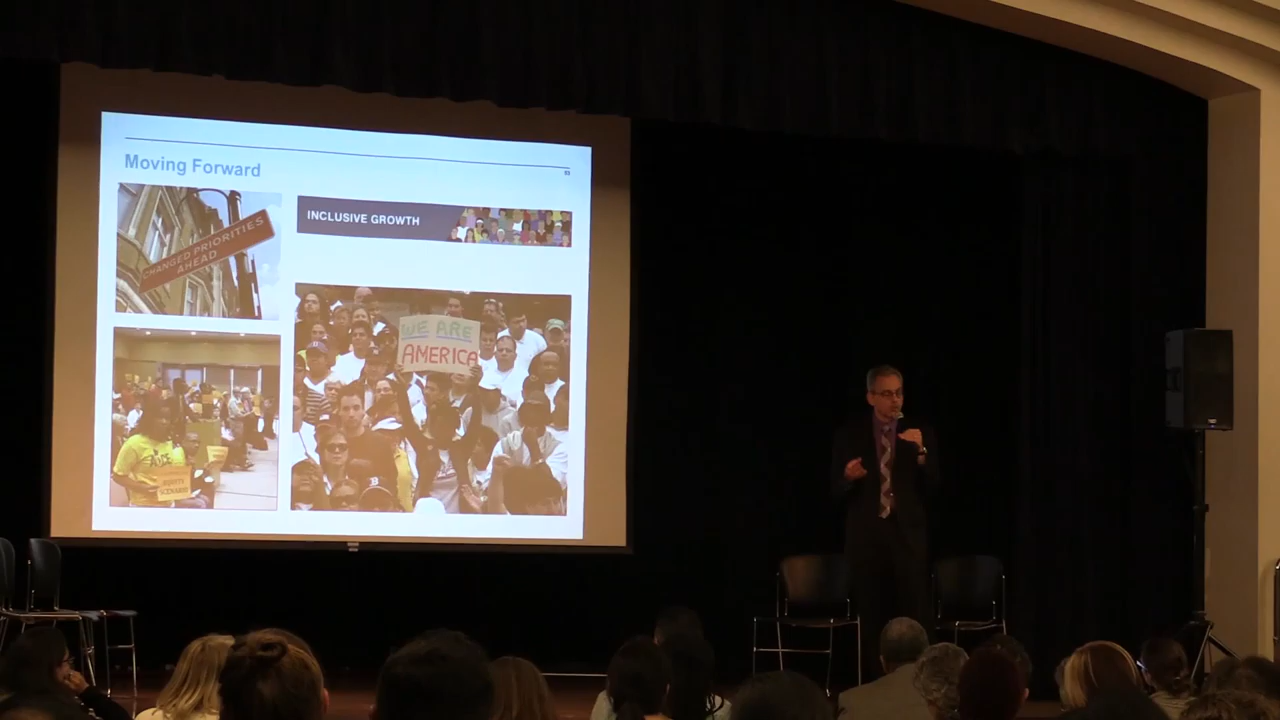 Moving Forward
CHANGED PRIORITIES
AHEAD
INCLUSIVE GROWTH
WE ARE
AMERICA